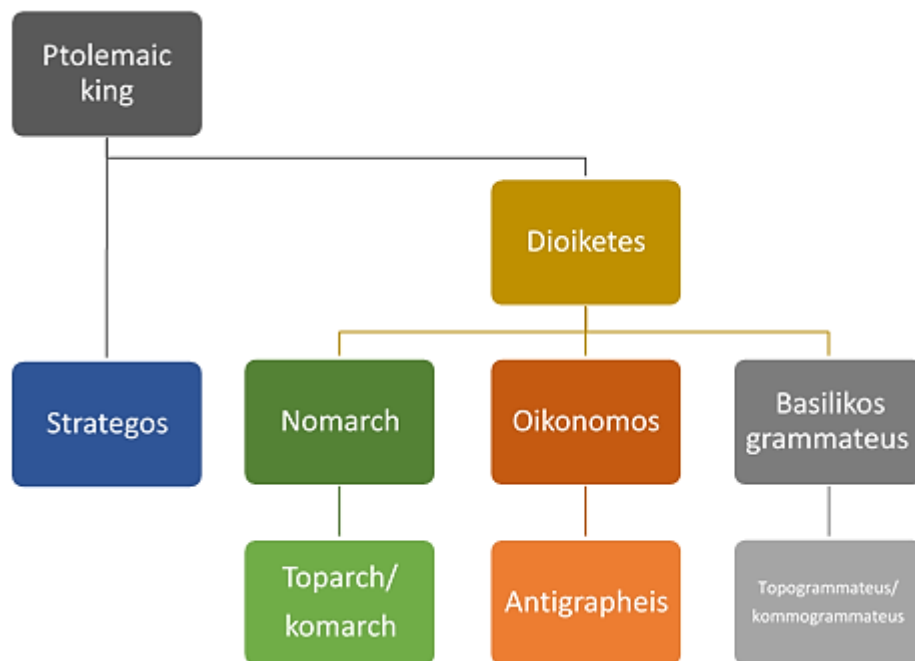 Ptolemaic
king
Dioiketes
Strategos
Nomarch
Oikonomos
Basilikos
grammateus
Toparch/
komarch
Antigrapheis
Topogrammateus/
kommogrammateus